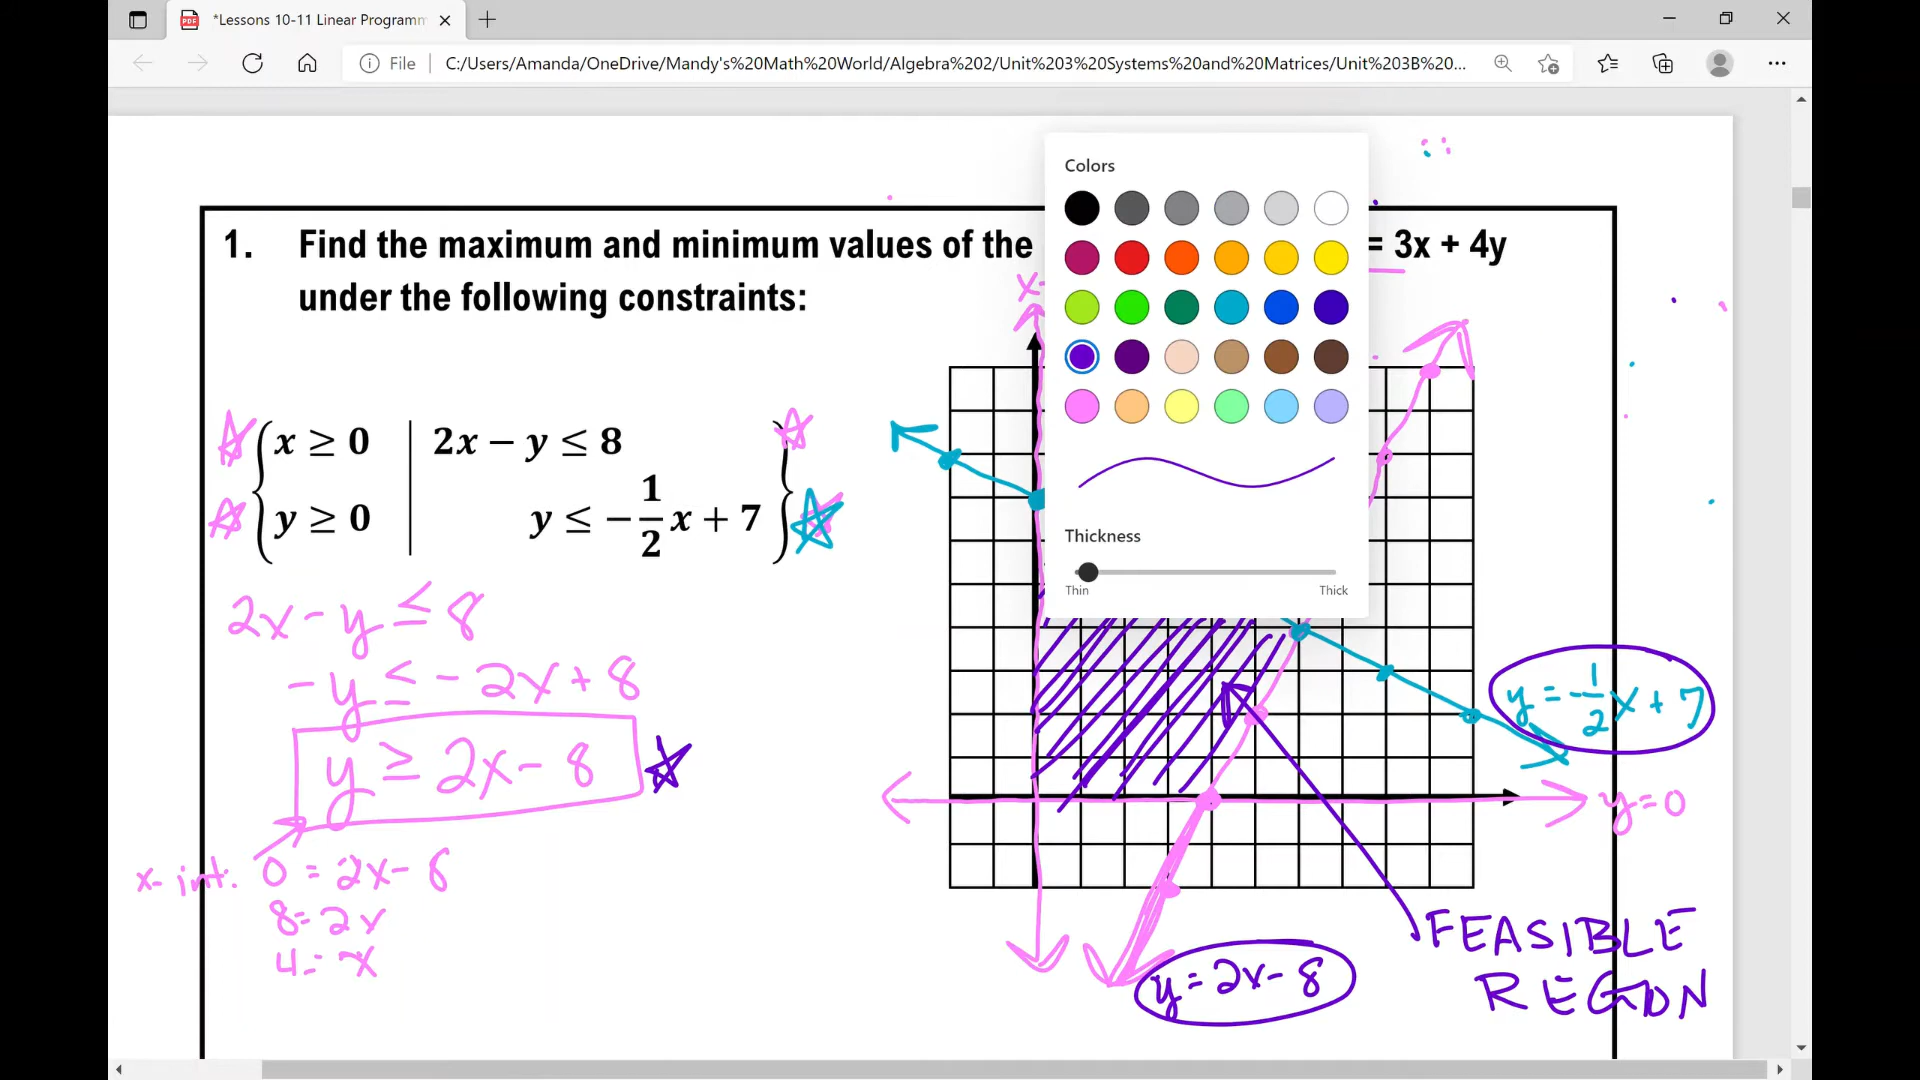 *Lessons 10-11 Linear Programm
File
C:/Users/Amanda/OneDrive/Mandy's%20Math%20World/Algebra%202/Unit%203%20Systems%20and%20Matrices/Unit%203B%20...
Colors
Thickness
Thin Thick
1. Find the maximum and minimum values of the = 3x + 4y
under the following constraints:
x-
x ≥ 0 2x − y ≤ 8
y ≥ 0 y ≤ −1/2x + 7
2x - y ≤ 8
-y ≤ -2x + 8
y ≥ 2x - 8
x-int: 0 = 2x - 8
8 = 2x
4 = x
y = -1/2x + 7
y = 0
y = 2x - 8
FEASIBLE
REGION